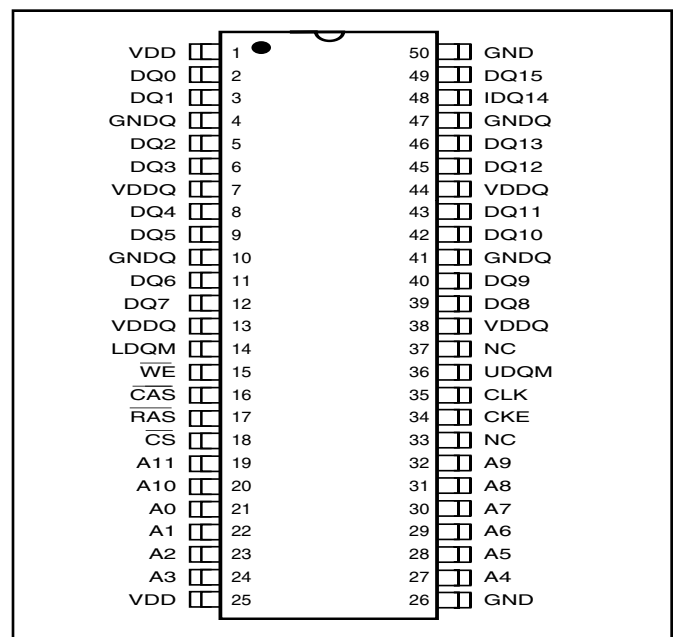 VDD 1 50 GND
DQ0 2 49 DQ15
DQ1 3 48 IDQ14
GNDQ 4 47 GNDQ
DQ2 5 46 DQ13
DQ3 6 45 DQ12
VDDQ 7 44 VDDQ
DQ4 8 43 DQ11
DQ5 9 42 DQ10
GNDQ 10 41 GNDQ
DQ6 11 40 DQ9
DQ7 12 39 DQ8
VDDQ 13 38 VDDQ
LDQM 14 37 NC
W̅E̅ 15 36 UDQM
C̅A̅S̅ 16 35 CLK
R̅A̅S̅ 17 34 CKE
C̅S̅ 18 33 NC
A11 19 32 A9
A10 20 31 A8
A0 21 30 A7
A1 22 29 A6
A2 23 28 A5
A3 24 27 A4
VDD 25 26 GND